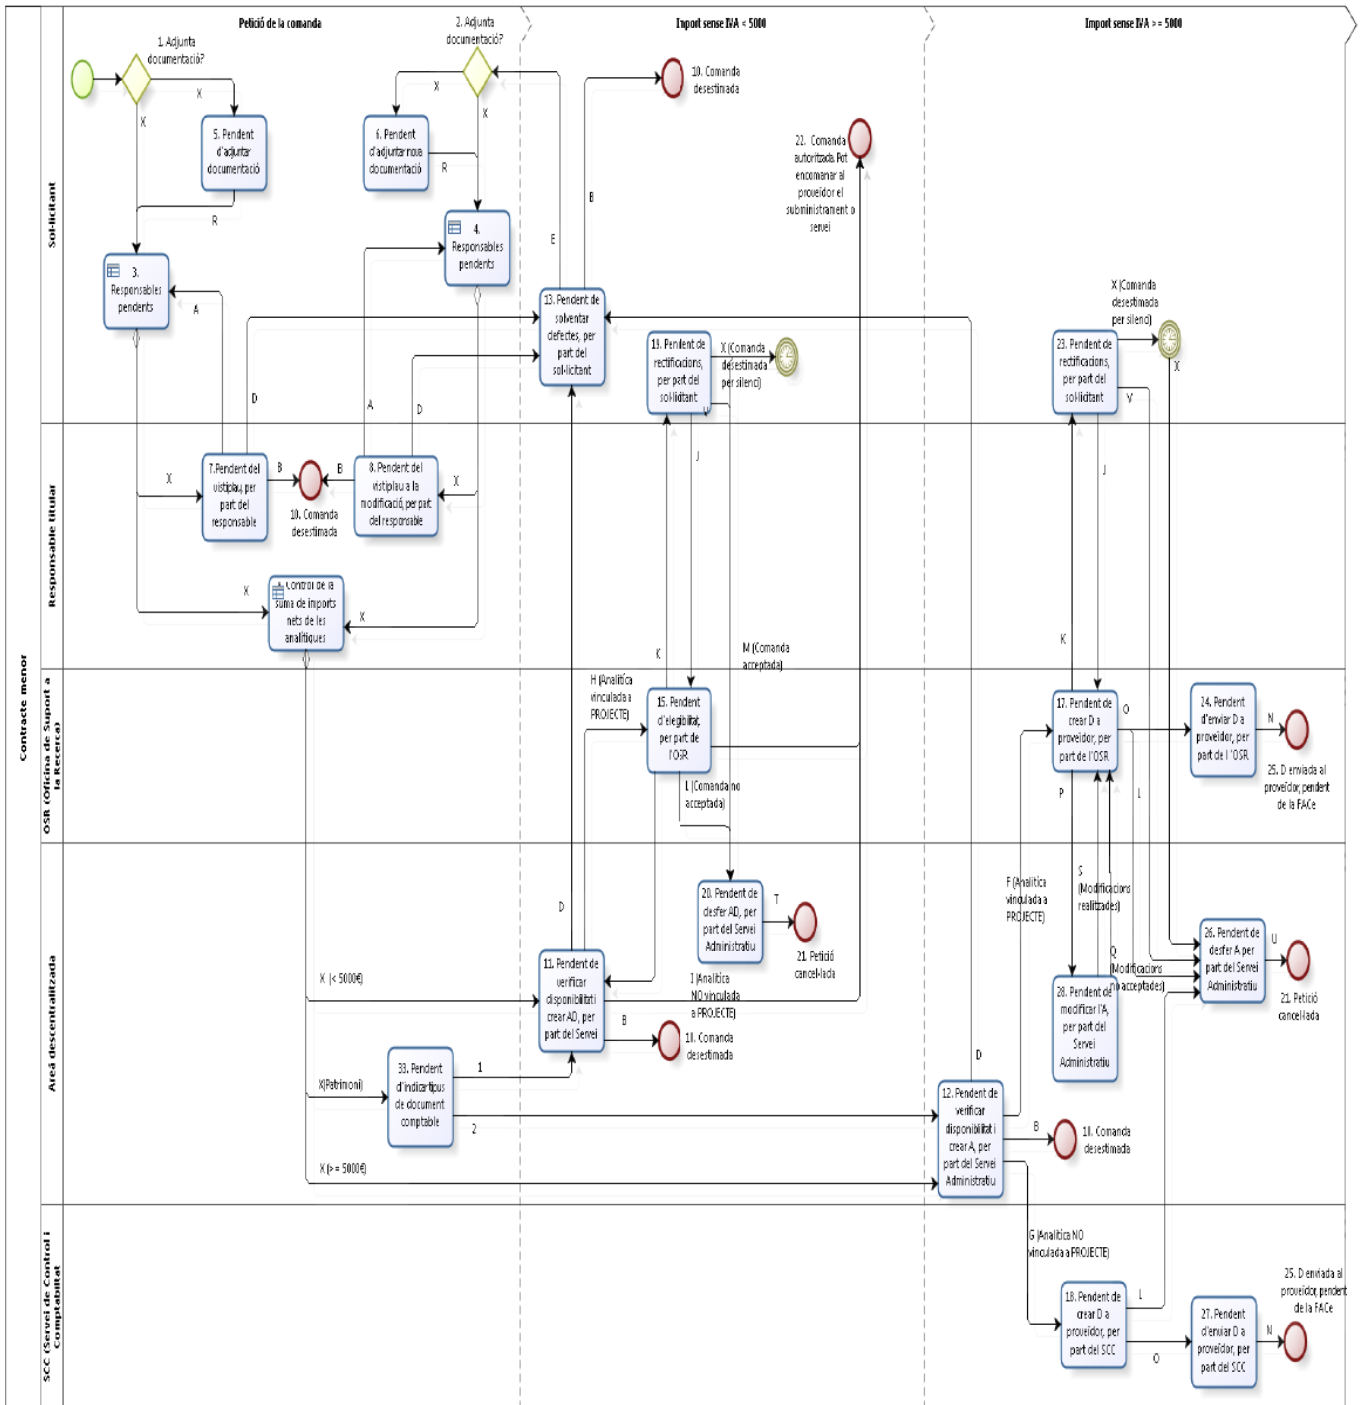 Petició de la comanda
Import sense IVA < 5000
Import sense IVA >= 5000
Contracte menor
Sol·licitant
Responsable titular
OSR (Oficina de Suport a
la Recerca)
Àrea descentralitzada
SCC (Servei de Control i
Comptabilitat
1. Adjunta
documentació?
X
X
5. Pendent
d'adjuntar
documentació
R
3.
Responsables
pendents
A
2. Adjunta
documentació?
X
X
6. Pendent
d'adjuntar nova
documentació
R
4.
Responsables
pendents
E
B
10. Comanda
desestimada
22. Comanda
autoritzada. Pot
encomanar al
proveïdor el
subministrament o
servei
13. Pendent de
solventar
defectes, per
part del
sol·licitant
D
A
D
rectificacions,
per part del
sol·licitant
X (Comanda
desestimada
per silenci)
J
X (Comanda
desestimada
per silenci)
23. Pendent de
rectificacions,
per part del
sol·licitant
X
V
J
X
7.Pendent del
vistiplau, per
part del
responsable
B
B
10. Comanda
desestimada
8. Pendent del
vistiplau a la
modificació, per part
del responsable
X
X
Control de la
suma de imports
nets de les
analítiques
X
K
M (Comanda
acceptada)
K
H (Analítica
vinculada a
PROJECTE)
15. Pendent
d'elegibilitat,
per part de
l'OSR
L (Comanda no
acceptada)
17. Pendent de
crear D a
proveïdor, per
part de l'OSR
O
24. Pendent
d'enviar D a
proveïdor, per
part de l'OSR
N
25. D enviada al
proveïdor, pendent
de la FACe
P
L
D
20. Pendent de
desfer AD, per
part del Servei
Administratiu
T
21. Petició
cancel·lada
F (Analítica
vinculada a
PROJECTE)
S
(Modificacions
realitzades)
Q
(Modificacions
no acceptades)
26. Pendent de
desfer A, per
part del Servei
Administratiu
U
21. Petició
cancel·lada
X (< 5000€)
11. Pendent de
verificar
disponibilitat i
crear AD, per
part del Servei
I (Analítica
NO vinculada
a PROJECTE)
B
desestimada
28. Pendent de
modificar l'A,
per part del
Servei
Administratiu
X(Patrimoni)
33. Pendent
d'indicar tipus
de document
comptable
1
2
D
12. Pendent de
verificar
disponibilitat i
crear A, per
part del Servei
Administratiu
B
desestimada
X (>= 5000€)
G (Analítica NO
vinculada a PROJECTE)
18. Pendent de
crear D a
proveïdor, per
part del SCC
L
O
27. Pendent
d'enviar D a
proveïdor, per
part del SCC
N
25. D enviada al
proveïdor, pendent
de la FACe